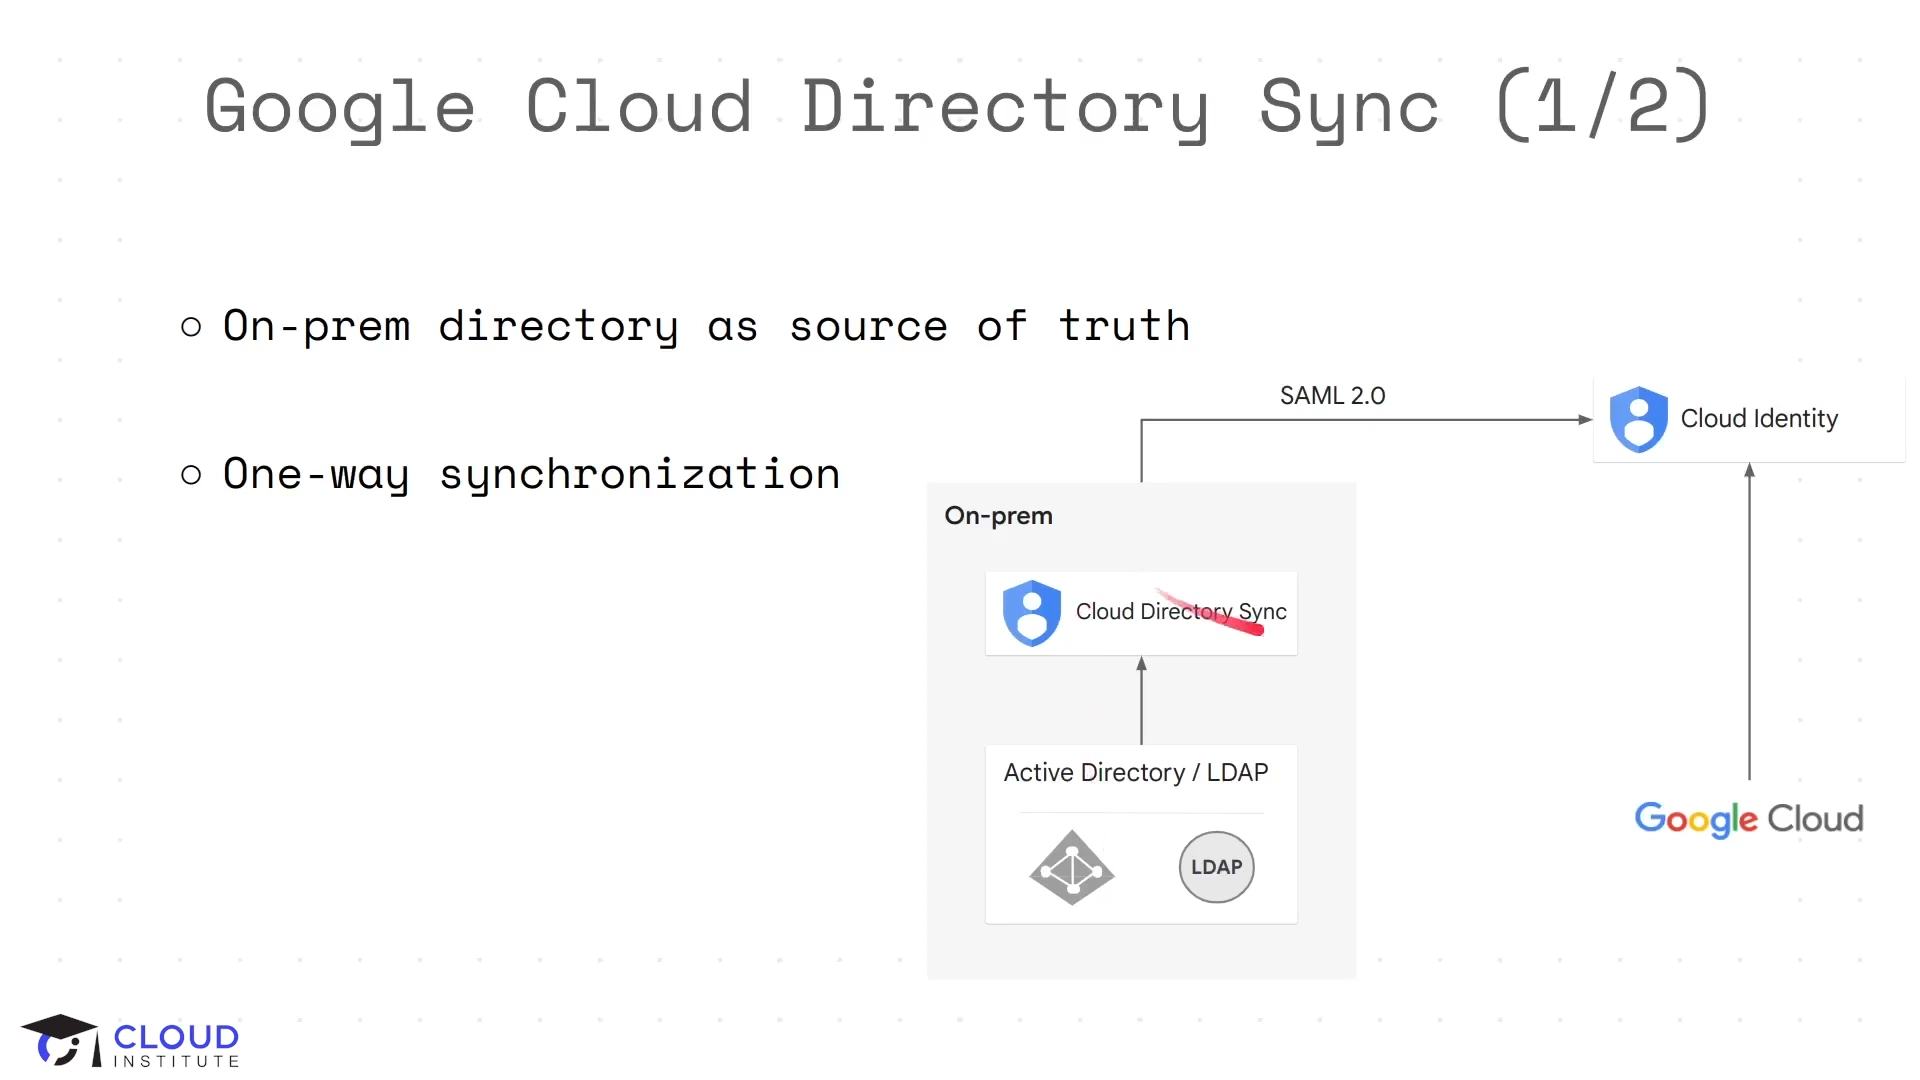 Google Cloud Directory Sync (1/2)
○ On-prem directory as source of truth
○ One-way synchronization
SAML 2.0
Cloud Identity
On-prem
Cloud Directory Sync
Active Directory / LDAP
LDAP
Google Cloud
CLOUD
INSTITUTE